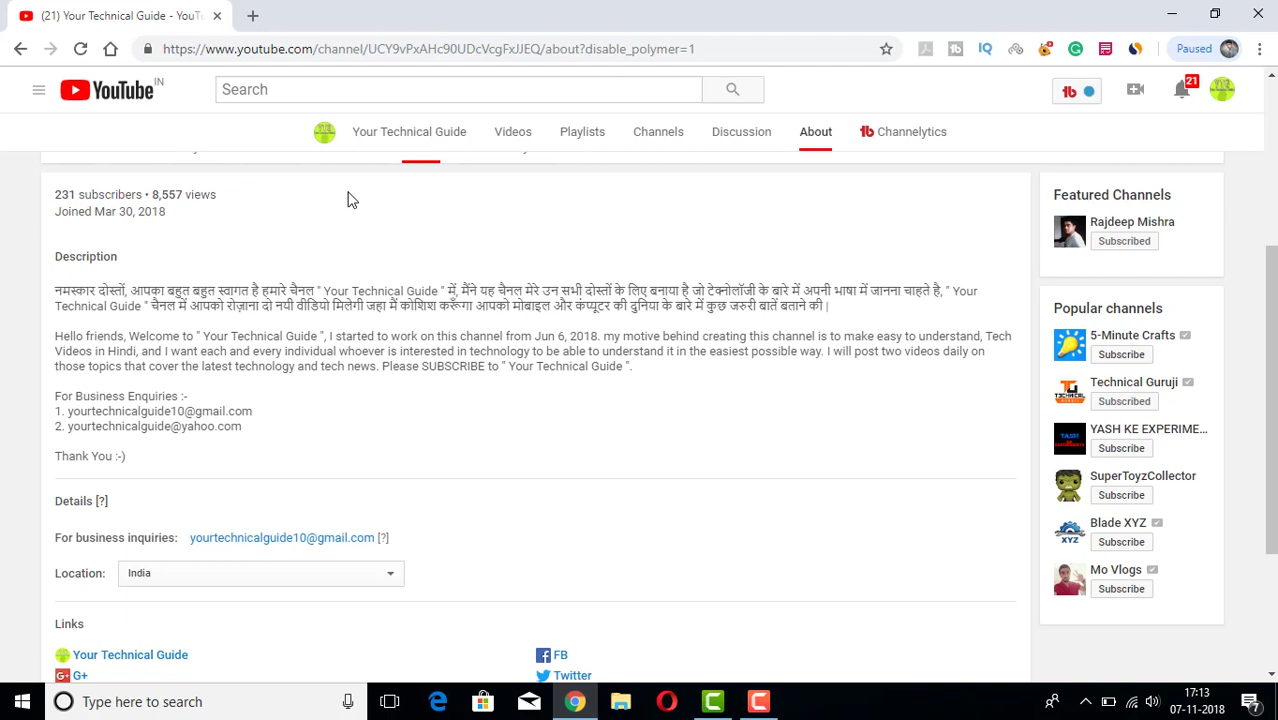 (21) Your Technical Guide - YouT
https://www.youtube.com/channel/UCY9vPxAHc90UDcVcgFxJJEQ/about?disable_polymer=1
Paused
YouTube IN
Search
21
Your Technical Guide
Videos
Playlists
Channels
Discussion
About
Channelytics
231 subscribers • 8,557 views
Joined Mar 30, 2018
Description
नमस्कार दोस्तों, आपका बहुत बहुत स्वागत है हमारे चैनल " Your Technical Guide " में, मैंने यह चैनल मेरे उन सभी दोस्तों के लिए बनाया है जो टेक्नोलॉजी के बारे में अपनी भाषा में जानना चाहते है, " Your
Technical Guide " चैनल में आपको रोज़ाना दो नयी वीडियो मिलेगी जहा मैं कोशिश करूँगा आपको मोबाइल और कंप्यूटर की दुनिया के बारे में कुछ जरुरी बातें बताने की |
Hello friends, Welcome to " Your Technical Guide ", I started to work on this channel from Jun 6, 2018. my motive behind creating this channel is to make easy to understand, Tech
Videos in Hindi, and I want each and every individual whoever is interested in technology to be able to understand it in the easiest possible way. I will post two videos daily on
those topics that cover the latest technology and tech news. Please SUBSCRIBE to " Your Technical Guide ".
For Business Enquiries :-
1. yourtechnicalguide10@gmail.com
2. yourtechnicalguide@yahoo.com
Thank You :-)
Details [?]
For business inquiries: yourtechnicalguide10@gmail.com [?]
Location: India
Links
Your Technical Guide
FB
G+
Twitter
Featured Channels
Rajdeep Mishra
Subscribed
Popular channels
5-Minute Crafts
Subscribe
Technical Guruji
Subscribed
YASH KE EXPERIME...
Subscribe
SuperToyzCollector
Subscribe
Blade XYZ
Subscribe
Mo Vlogs
Subscribe
Type here to search
17:13
07-11-2018
7